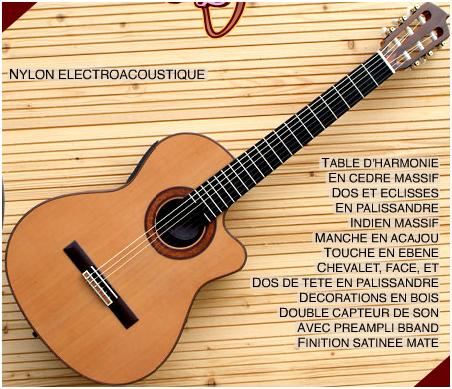 NYLON ELECTROACOUSTIQUE
TABLE D'HARMONIE
EN CEDRE MASSIF
DOS ET ECLISSES
EN PALISSANDRE
INDIEN MASSIF
MANCHE EN ACAJOU
TOUCHE EN EBENE
CHEVALET, FACE, ET
DOS DE TETE EN PALISSANDRE
DECORATIONS EN BOIS
DOUBLE CAPTEUR DE SON
AVEC PREAMPLI BBAND
FINITION SATINEE MATE